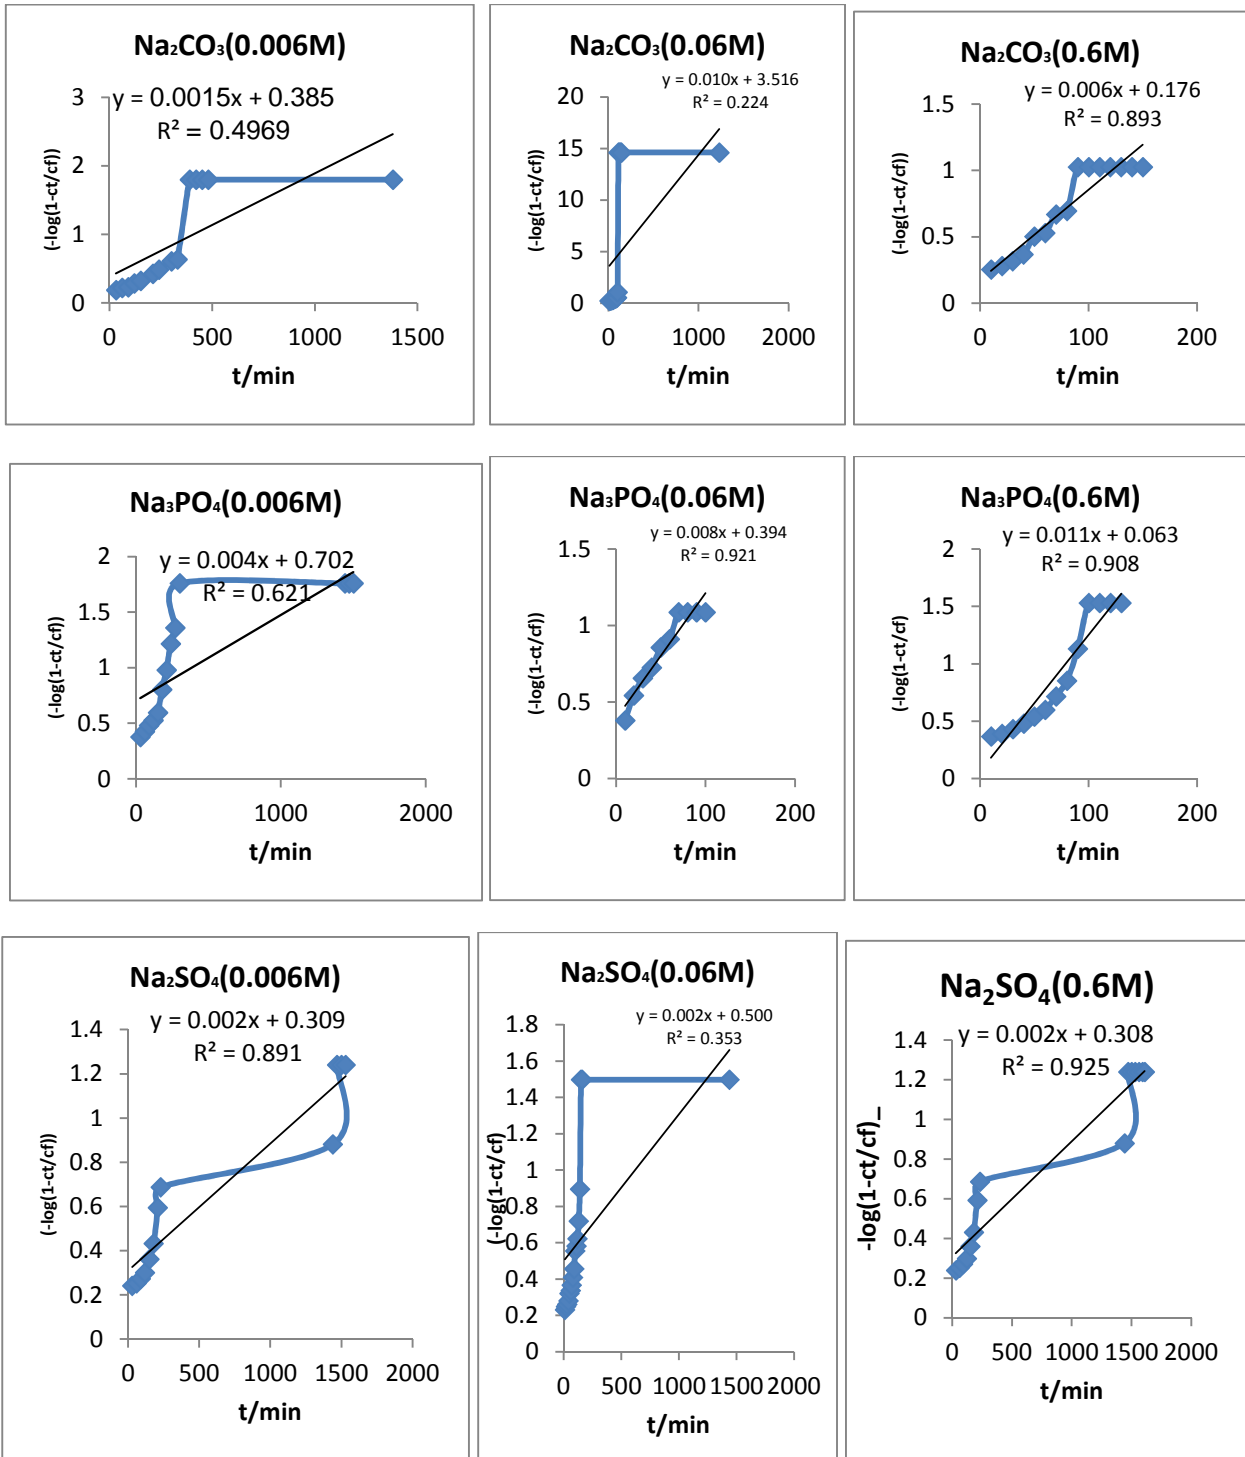 Na₂CO₃(0.006M)
y = 0.0015x + 0.385
R² = 0.4969
3
2
1
0
0 500 1000 1500
(-log(1-ct/cf))
t/min
Na₂CO₃(0.06M)
y = 0.010x + 3.516
R² = 0.224
20
15
10
5
0
0 1000 2000
(-log(1-ct/cf))
t/min
Na₂CO₃(0.6M)
y = 0.006x + 0.176
R² = 0.893
1.5
1
0.5
0
0 100 200
(-log(1-ct/cf))
t/min
Na₃PO₄(0.006M)
y = 0.004x + 0.702
R² = 0.621
2
1.5
1
0.5
0
0 1000 2000
(-log(1-ct/cf))
t/min
Na₃PO₄(0.06M)
y = 0.008x + 0.394
R² = 0.921
1.5
1
0.5
0
0 100 200
(-log(1-ct/cf))
t/min
Na₃PO₄(0.6M)
y = 0.011x + 0.063
R² = 0.908
2
1.5
1
0.5
0
0 100 200
(-log(1-ct/cf)
t/min
Na₂SO₄(0.006M)
y = 0.002x + 0.309
R² = 0.891
1.4
1.2
1
0.8
0.6
0.4
0.2
0
0 500 1000 1500 2000
(-log(1-ct/cf))
t/min
Na₂SO₄(0.06M)
y = 0.002x + 0.500
R² = 0.353
1.8
1.6
1.4
1.2
1
0.8
0.6
0.4
0.2
0
0 500 1000 1500 2000
(-log(1-ct/cf)
t/min
Na₂SO₄(0.6M)
y = 0.002x + 0.308
R² = 0.925
1.4
1.2
1
0.8
0.6
0.4
0.2
0
0 500 1000 1500 2000
-log(1-ct/cf)_
t/min